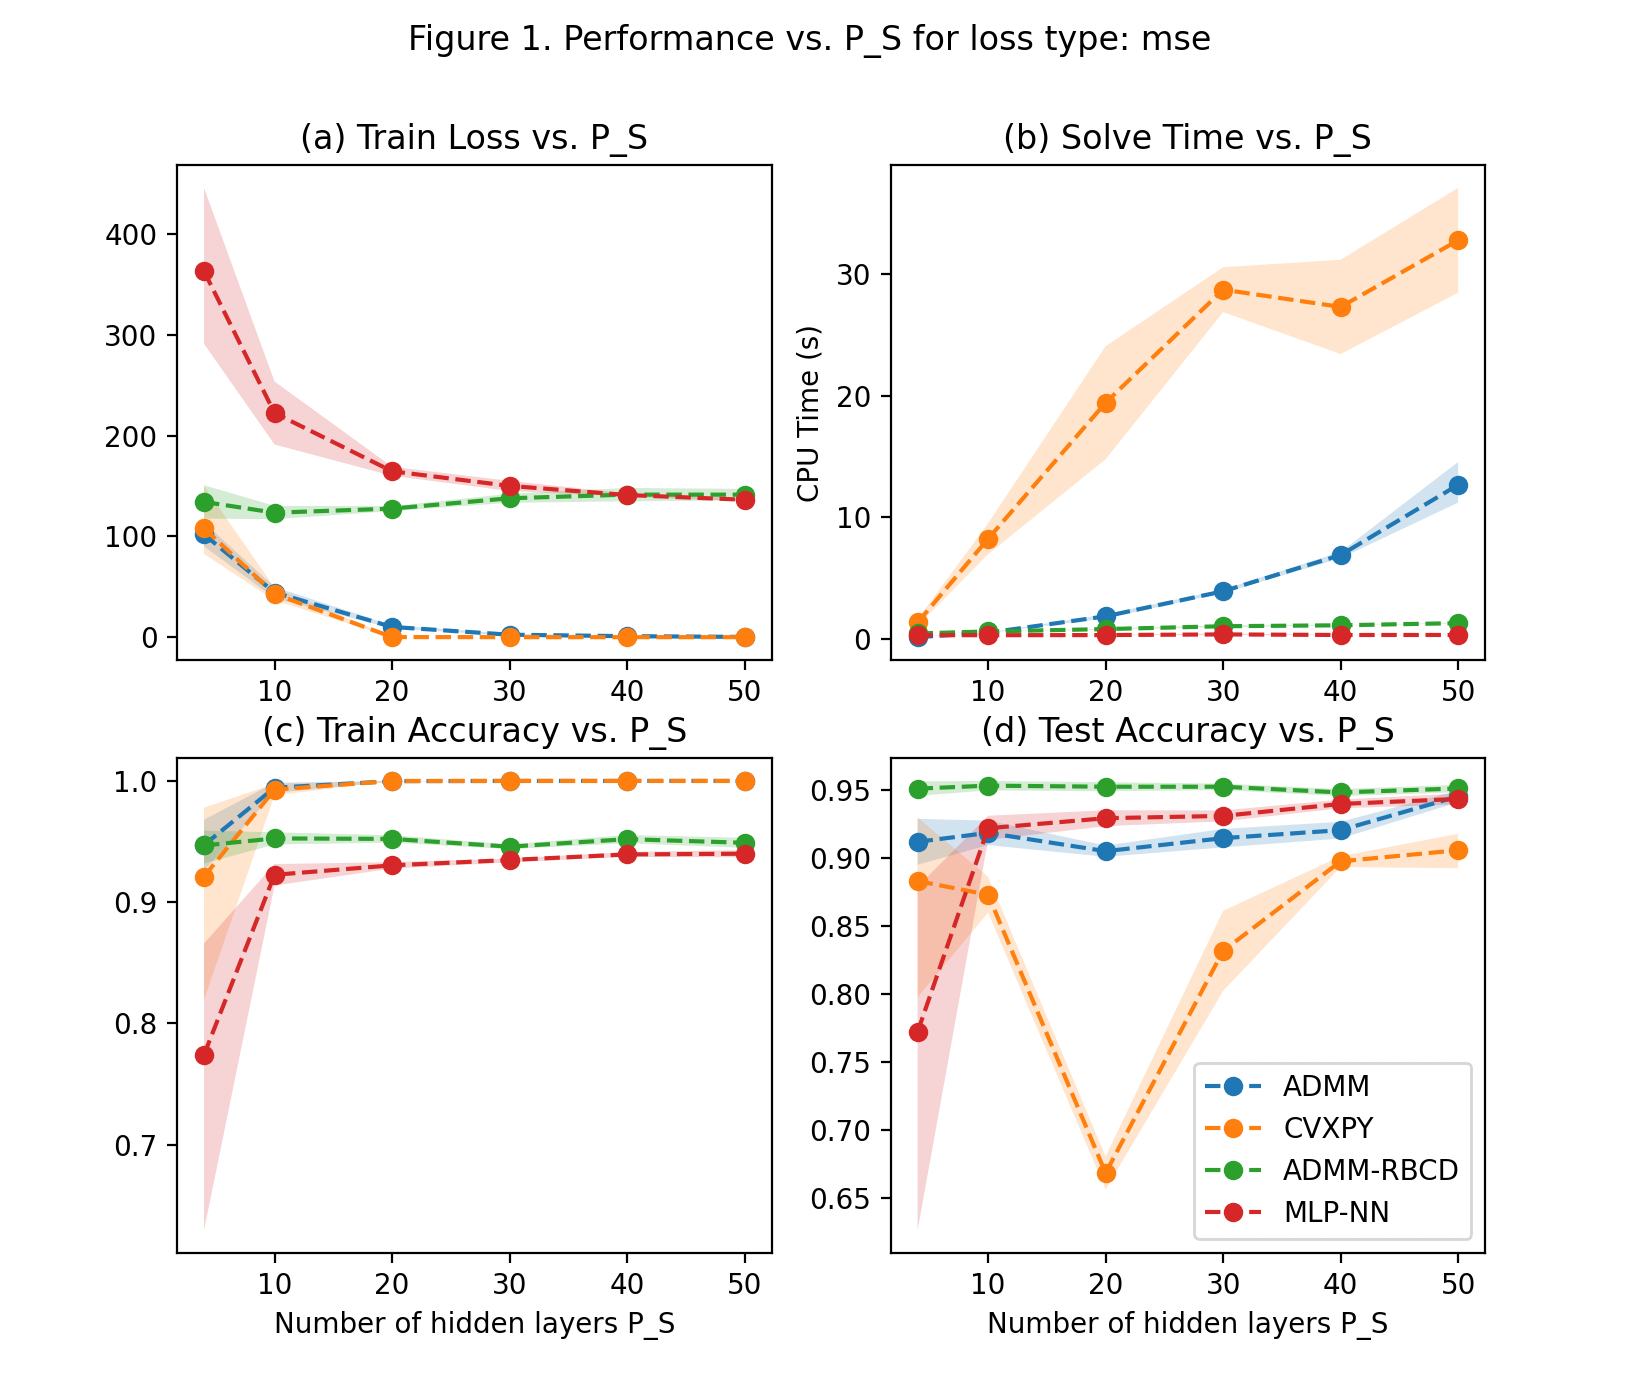 Figure 1. Performance vs. P_S for loss type: mse
(a) Train Loss vs. P_S
400
300
200
100
0
10 20 30 40 50
(b) Solve Time vs. P_S
CPU Time (s)
30
20
10
0
10 20 30 40 50
(c) Train Accuracy vs. P_S
1.0
0.9
0.8
0.7
10 20 30 40 50
Number of hidden layers P_S
(d) Test Accuracy vs. P_S
0.95
0.90
0.85
0.80
0.75
0.70
0.65
ADMM
CVXPY
ADMM-RBCD
MLP-NN
10 20 30 40 50
Number of hidden layers P_S